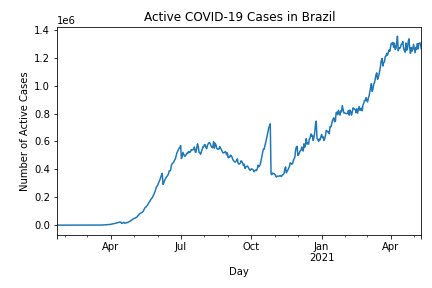 Active COVID-19 Cases in Brazil
1e6
1.4
1.2
1.0
0.8
0.6
0.4
0.2
0.0
Number of Active Cases
Apr Jul Oct Jan Apr
2021
Day